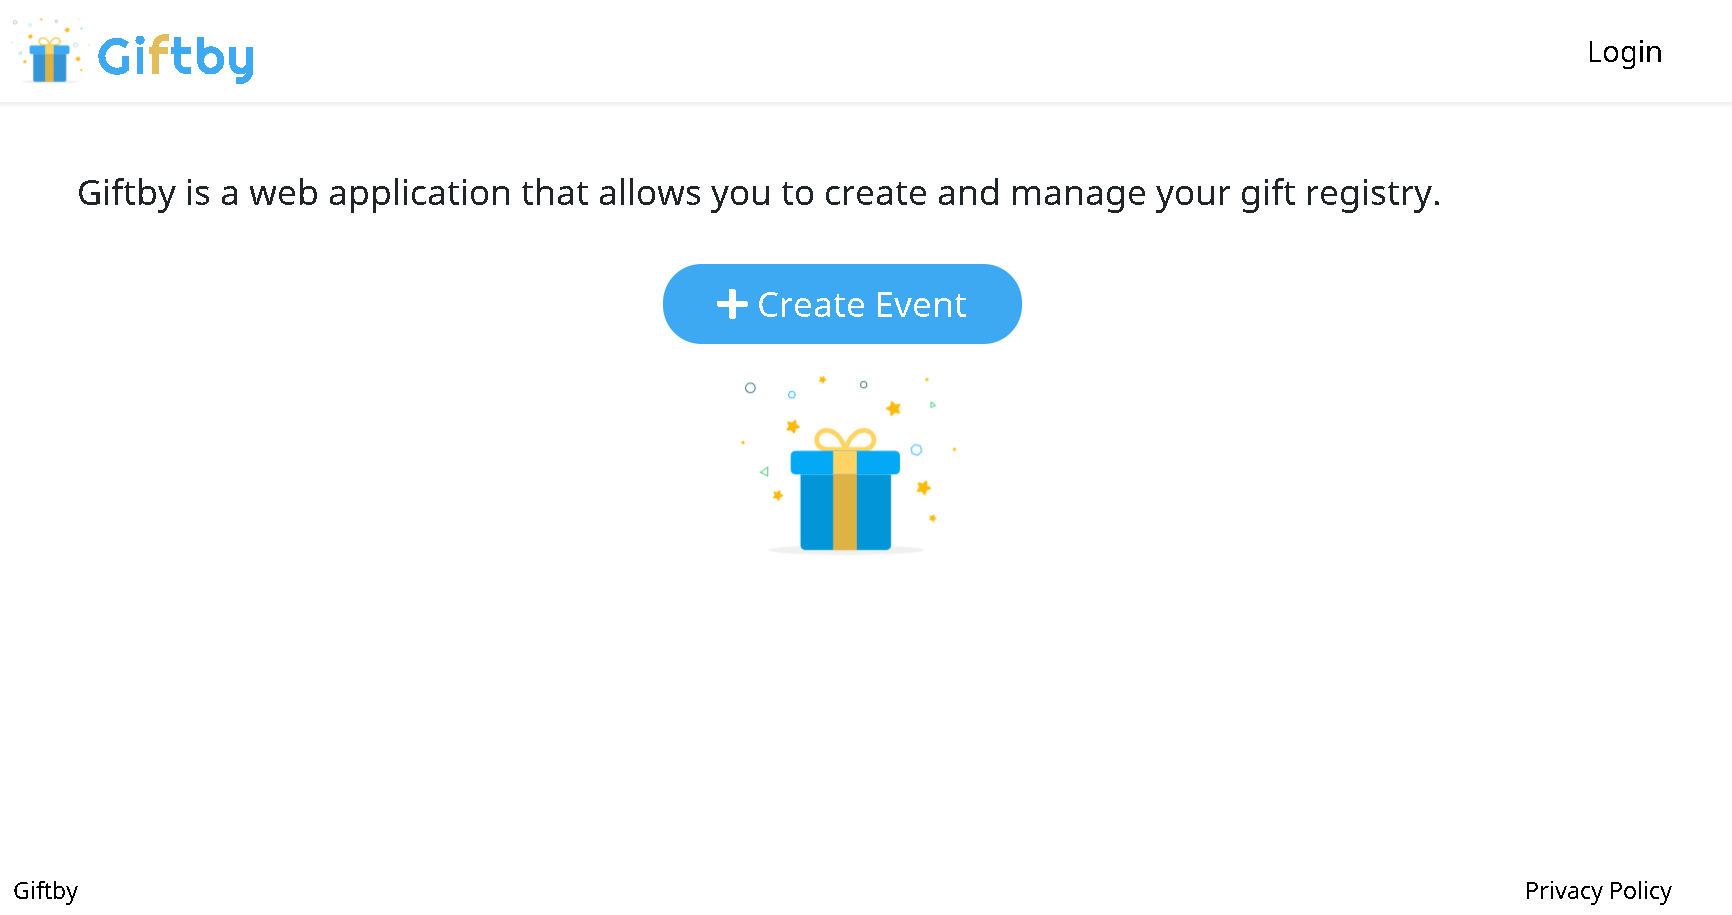 Giftby
Login
Giftby is a web application that allows you to create and manage your gift registry.
Create Event
Giftby
Privacy Policy